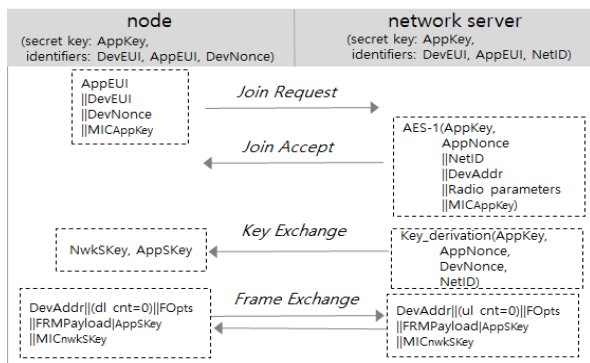 node
(secret key: AppKey,
identifiers: DevEUI, AppEUI, DevNonce)
network server
(secret key: AppKey,
identifiers: DevEUI, AppEUI, NetID)
AppEUI
||DevEUI
||DevNonce
||MICAppKey
Join Request
AES-1(AppKey,
AppNonce
||NetID
||DevAddr
||Radio parameters
||MICAppKey)
Join Accept
Key Exchange
NwkSKey, AppSKey
Key_derivation(AppKey,
AppNonce,
DevNonce,
NetID)
Frame Exchange
DevAddr||(dl cnt=0)||FOpts
||FRMPayload|AppSKey
||MICnwkSKey
DevAddr||(ul cnt=0)||FOpts
||FRMPayload|AppSKey
||MICnwkSKey